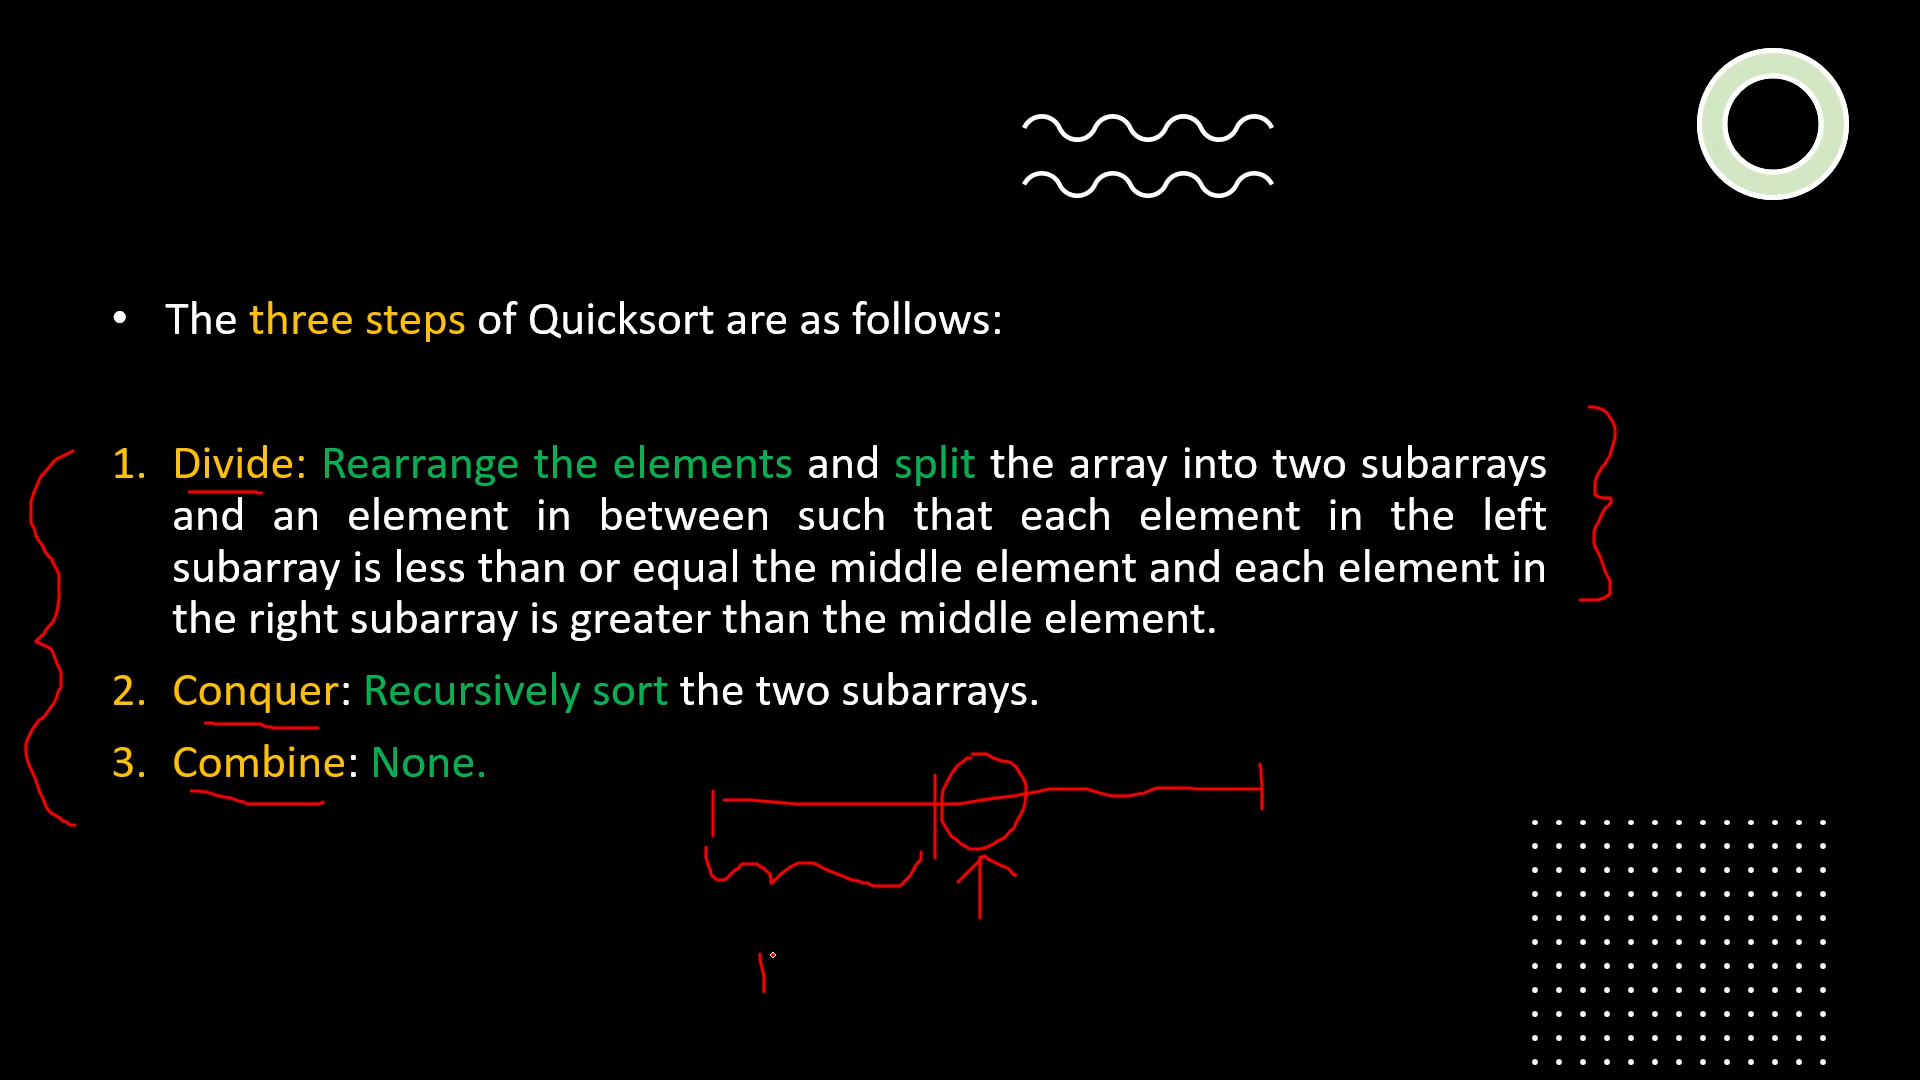 • The three steps of Quicksort are as follows:
1. Divide: Rearrange the elements and split the array into two subarrays
and an element in between such that each element in the left
subarray is less than or equal the middle element and each element in
the right subarray is greater than the middle element.
2. Conquer: Recursively sort the two subarrays.
3. Combine: None.